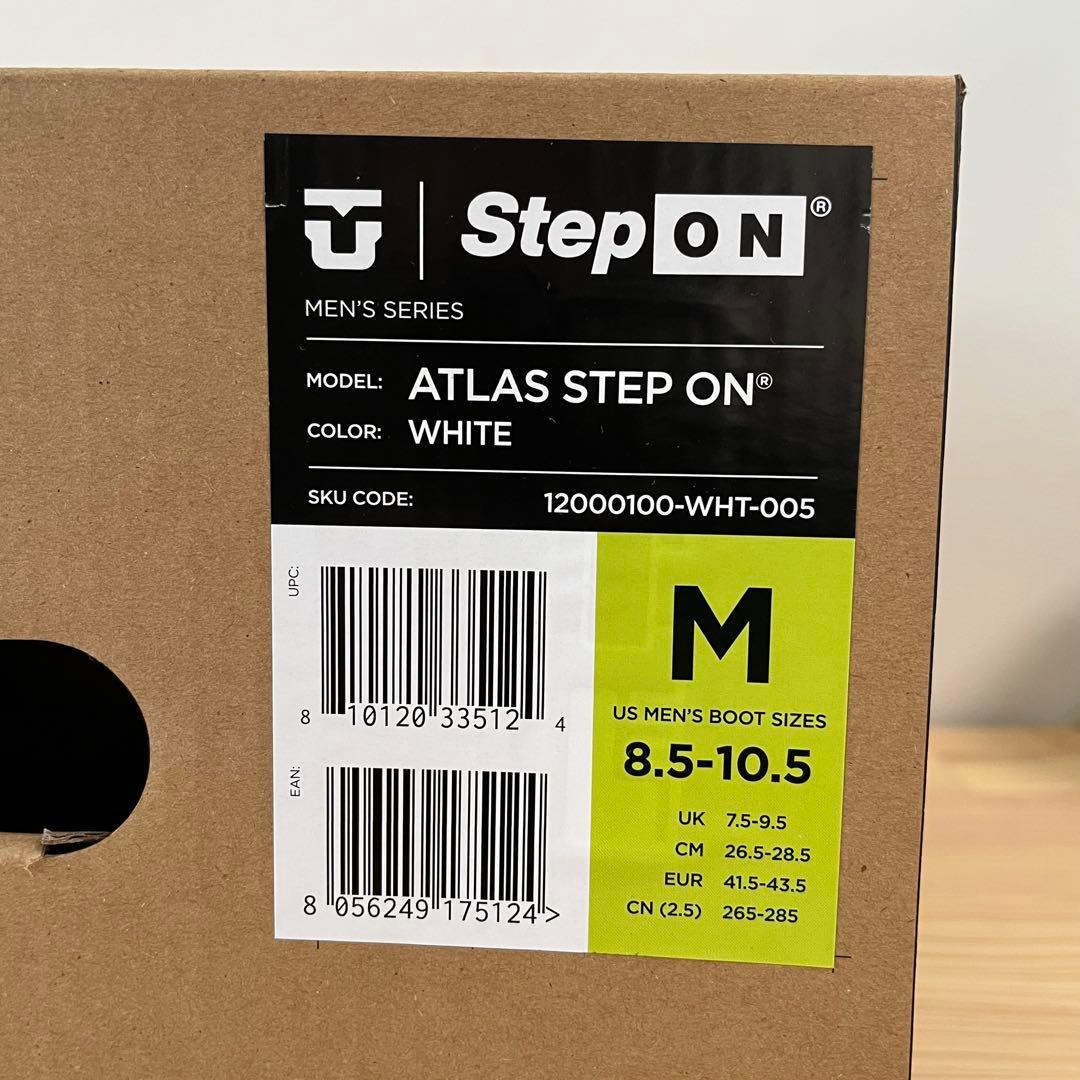 U | Step ON®
MEN'S SERIES
MODEL: ATLAS STEP ON®
COLOR: WHITE
SKU CODE: 12000100-WHT-005
UPC:
8 10120 33512 4
EAN:
8 056249 175124 >
M
US MEN'S BOOT SIZES
8.5-10.5
UK 7.5-9.5
CM 26.5-28.5
EUR 41.5-43.5
CN (2.5) 265-285